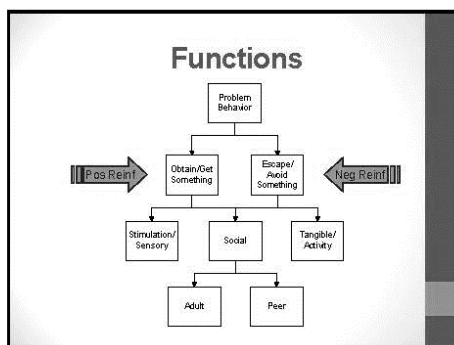 Functions
Problem
Behavior
Pos Reinf
Obtain/Get
Something
Escape/
Avoid
Something
Neg Reinf
Stimulation/
Sensory
Social
Tangible/
Activity
Adult
Peer